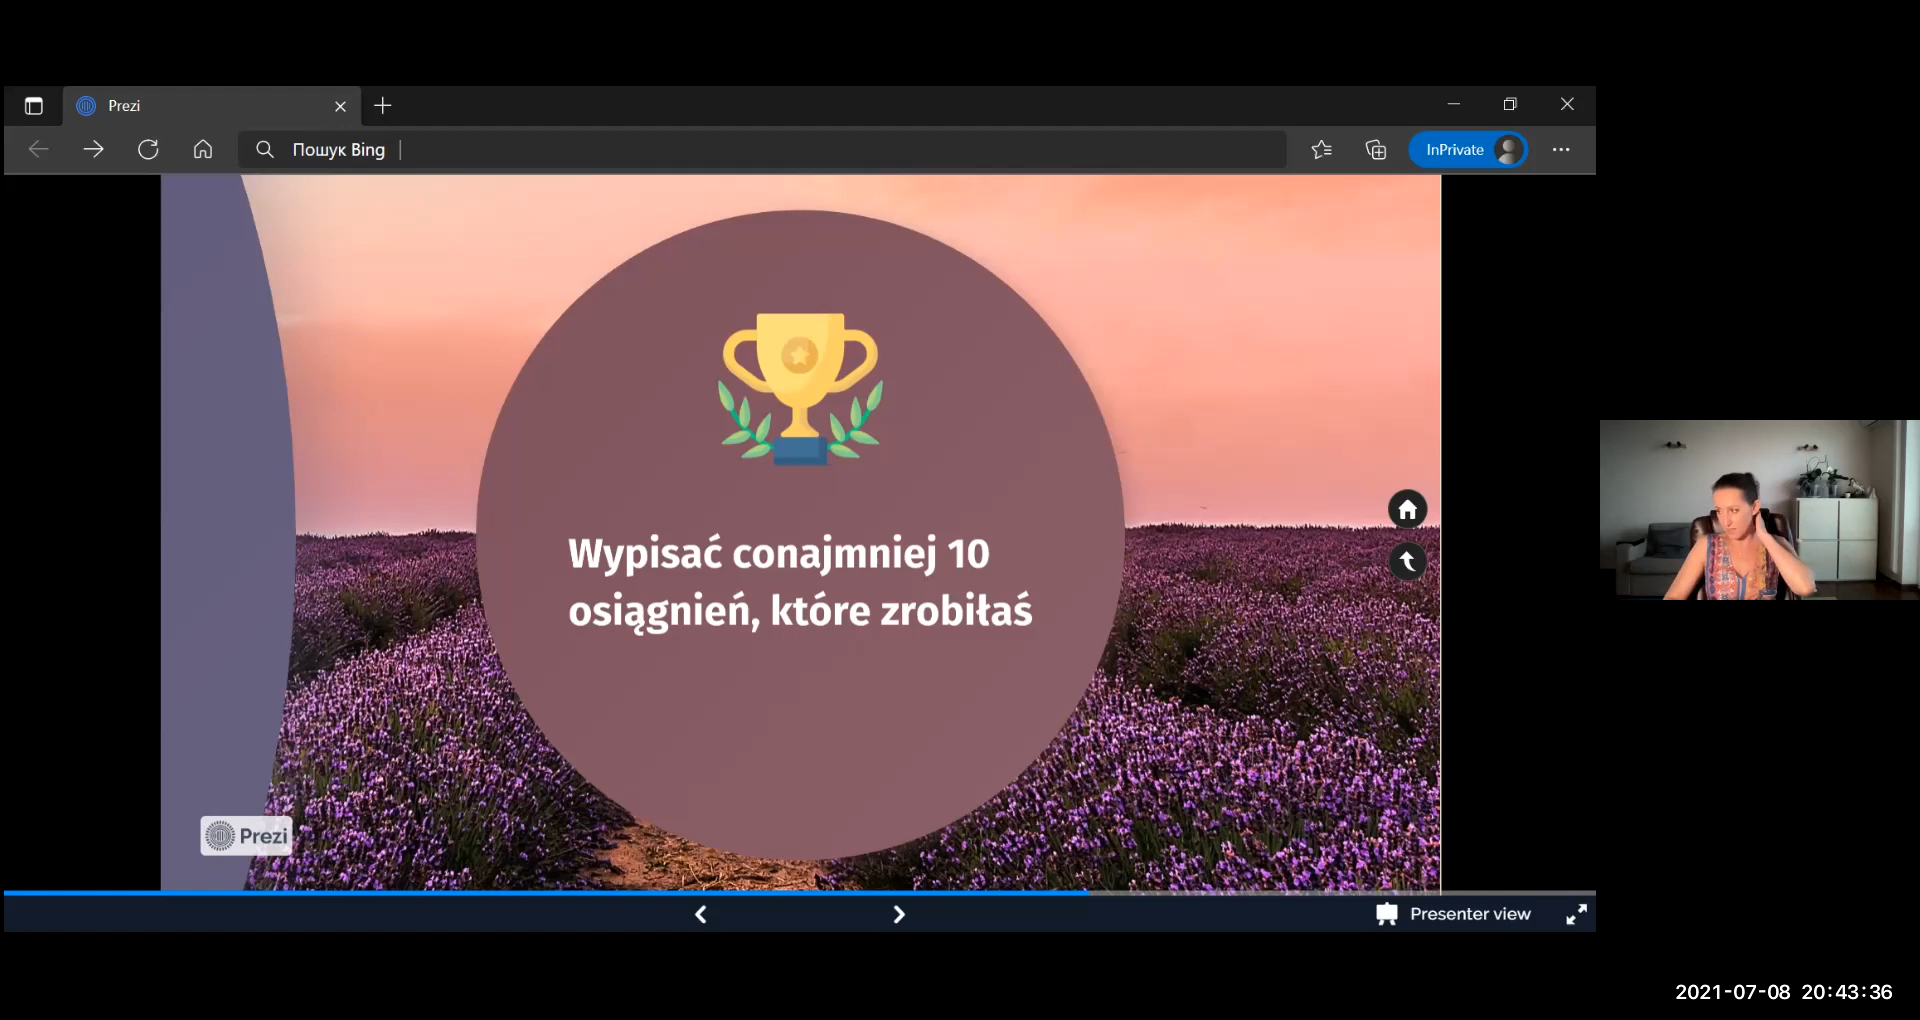 Prezi
Пошук Bing
InPrivate
Wypisać conajmniej 10
osiągnień, które zrobiłaś
Prezi
Presenter view
2021-07-08 20:43:36